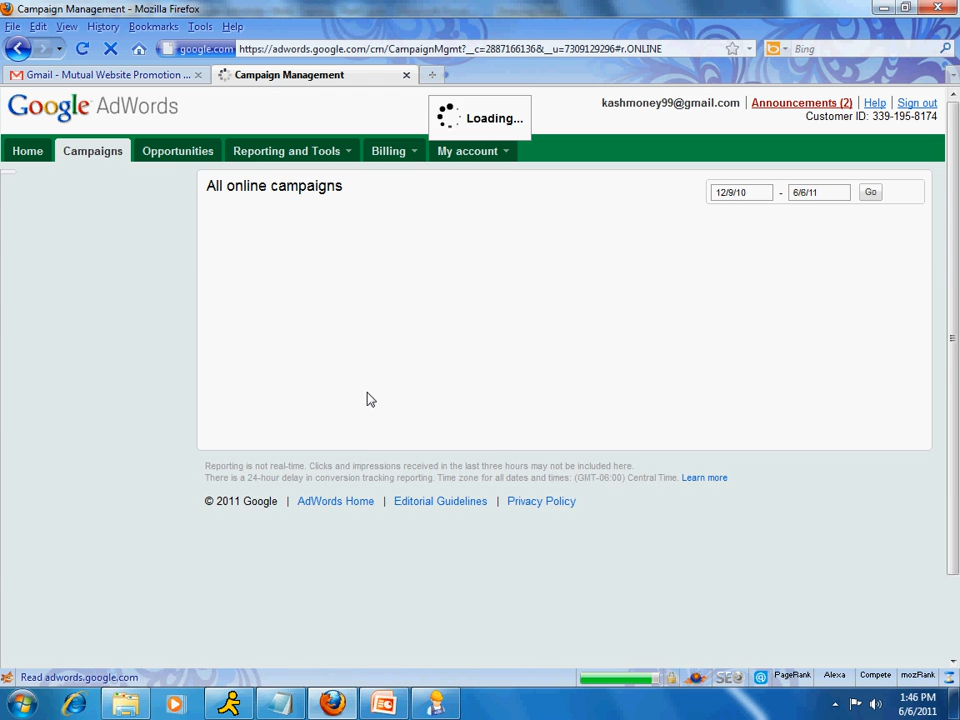 Campaign Management - Mozilla Firefox
File Edit View History Bookmarks Tools Help
google.com https://adwords.google.com/cm/CampaignMgmt?__c=2887166136&__u=7309129296#r.ONLINE
Bing
Gmail - Mutual Website Promotion ...
Campaign Management
Google AdWords
Loading...
kashmoney99@gmail.com | Announcements (2) | Help | Sign out
Customer ID: 339-195-8174
Home Campaigns Opportunities Reporting and Tools Billing My account
All online campaigns
12/9/10 - 6/6/11 Go
Reporting is not real-time. Clicks and impressions received in the last three hours may not be included here.
There is a 24-hour delay in conversion tracking reporting. Time zone for all dates and times: (GMT-06:00) Central Time. Learn more
© 2011 Google | AdWords Home | Editorial Guidelines | Privacy Policy
Read adwords.google.com
SEO PageRank Alexa Compete mozRank
1:46 PM
6/6/2011